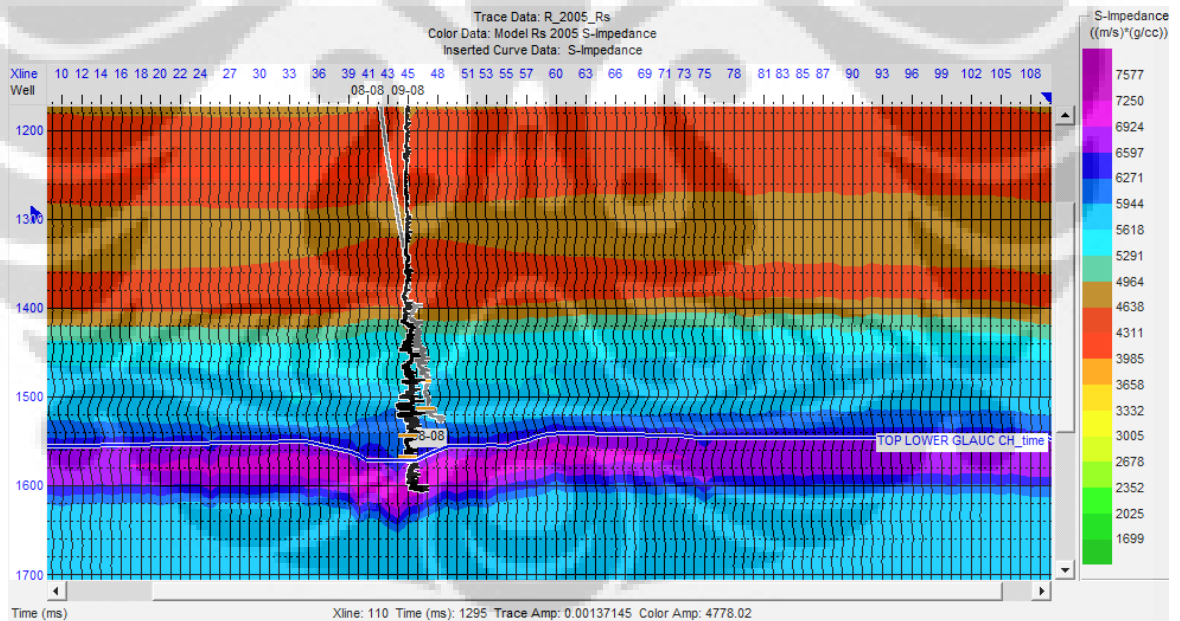 Trace Data: R_2005_Rs
Color Data: Model Rs 2005 S-Impedance
Inserted Curve Data: S-Impedance
S-Impedance
((m/s)*(g/cc))
Xline 10 12 14 16 18 20 22 24 27 30 33 36 39 41 43 45 48 51 53 55 57 60 63 66 69 71 73 75 78 81 83 85 87 90 93 96 99 102 105 108
Well 08-08 09-08
7577
7250
6924
6597
6271
5944
5618
5291
4964
4638
4311
3985
3658
3332
3005
2678
2352
2025
1699
1200
1300
1400
1500
8-08
TOP LOWER GLAUC CH_time
1600
1700
Time (ms) Xline: 110 Time (ms): 1295 Trace Amp: 0.00137145 Color Amp: 4778.02